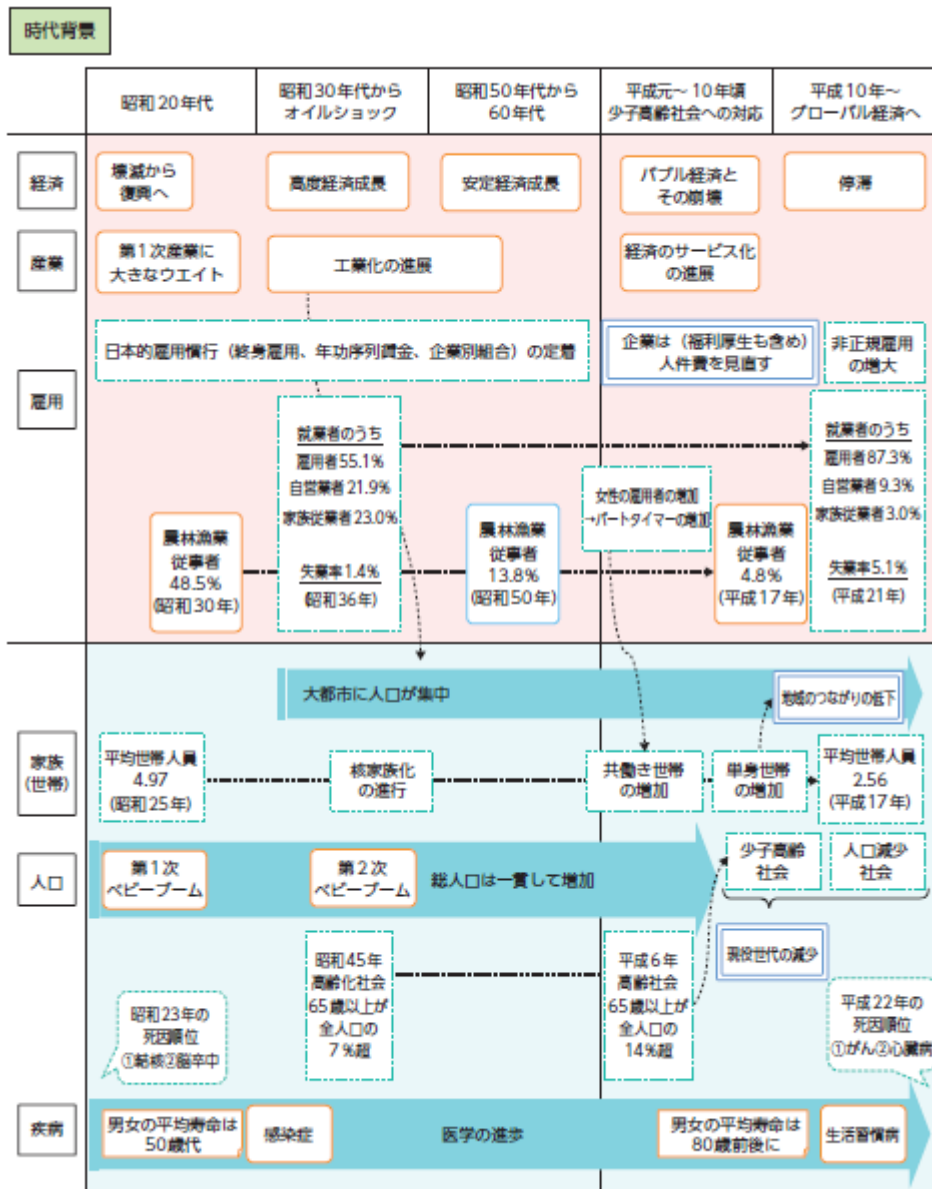 時代背景
昭和20年代
昭和30年代から
オイルショック
昭和50年代から
60年代
平成元～10年頃
少子高齢社会への対応
平成10年～
グローバル経済へ
経済
壊滅から
復興へ
高度経済成長
安定経済成長
バブル経済と
その崩壊
停滞
産業
第1次産業に
大きなウエイト
工業化の進展
経済のサービス化
の進展
雇用
日本的雇用慣行（終身雇用、年功序列賃金、企業別組合）の定着
企業は（福利厚生も含め）
人件費を見直す
非正規雇用
の増大
就業者のうち
雇用者55.1%
自営業者21.9%
家族従業者23.0%
失業率1.4%
(昭和36年)
就業者のうち
雇用者87.3%
自営業者9.3%
家族従業者3.0%
失業率5.1%
(平成21年)
女性の雇用者の増加
→パートタイマーの増加
農林漁業
従事者
48.5%
(昭和30年)
農林漁業
従事者
13.8%
(昭和50年)
農林漁業
従事者
4.8%
(平成17年)
大都市に人口が集中
地域のつながりの低下
家族
(世帯)
平均世帯人員
4.97
(昭和25年)
核家族化
の進行
共働き世帯
の増加
単身世帯
の増加
平均世帯人員
2.56
(平成17年)
人口
第1次
ベビーブーム
第2次
ベビーブーム
総人口は一貫して増加
少子高齢
社会
人口減少
社会
現役世代の減少
昭和45年
高齢化社会
65歳以上が
全人口の
7%超
平成6年
高齢社会
65歳以上が
全人口の
14%超
昭和23年の
死因順位
①結核②脳卒中
平成22年の
死因順位
①がん②心臓病
疾病
男女の平均寿命は
50歳代
感染症
医学の進歩
男女の平均寿命は
80歳前後に
生活習慣病